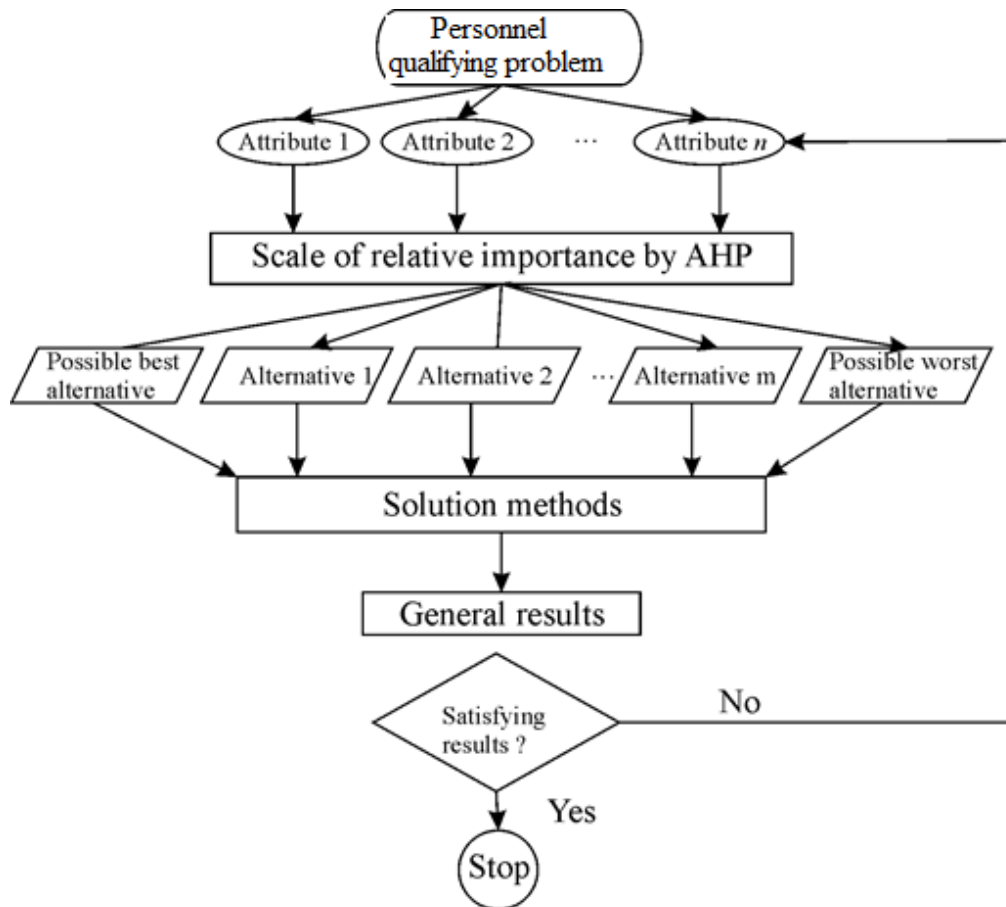 Personnel
qualifying problem
Attribute 1
Attribute 2
...
Attribute n
Scale of relative importance by AHP
Possible best
alternative
Alternative 1
Alternative 2
...
Alternative m
Possible worst
alternative
Solution methods
General results
Satisfying
results ?
No
Yes
Stop